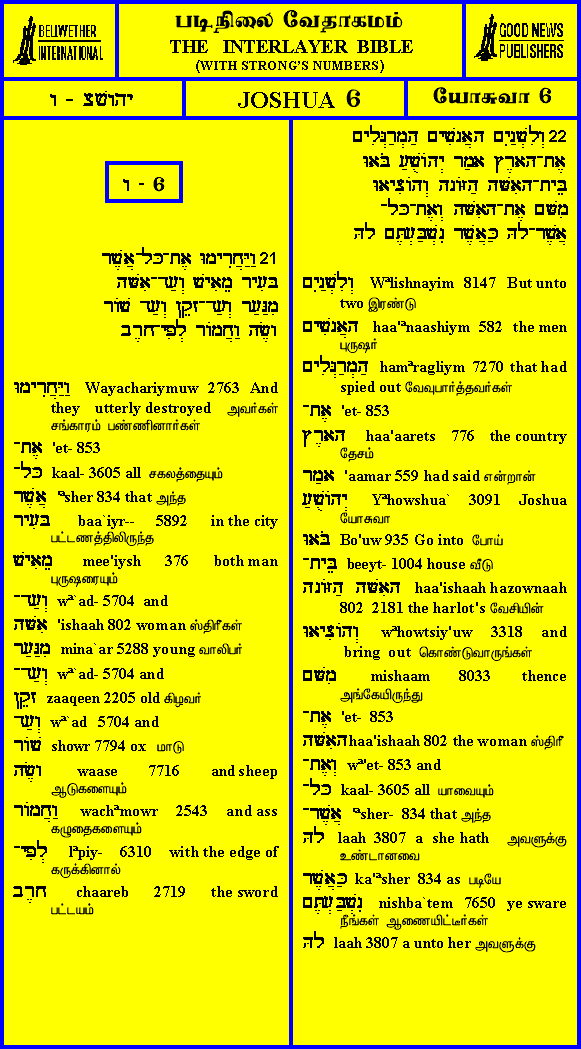 BELLWETHER
INTERNATIONAL
படிநிலை வேதாகமம்
THE INTERLAYER BIBLE
(WITH STRONG'S NUMBERS)
GOOD NEWS
PUBLISHERS
יהושצ - ו
JOSHUA 6
யோசுவா 6
ו - 6
21 וַיַּחֲרִימוּ אֶת־כָּל־אֲשֶׁר
בָּעִיר מֵאִישׁ וְעַד־אִשָּׁה
מִנַּעַר וְעַד־זָקֵן וְעַד שׁוֹר
וָשֶׂה וַחֲמוֹר לְפִי־חָרֶב
וַיַּחֲרִימוּ Wayachariymuw 2763 And
they utterly destroyed அவர்கள்
சங்காரம் பண்ணினார்கள்
אֶת־ 'et- 853
כָּל־ kaal- 3605 all சகலத்தையும்
אֲשֶׁר ªsher 834 that அந்த
בָּעִיר baa`iyr-- 5892 in the city
பட்டணத்திலிருந்த
מֵאִישׁ mee'iysh 376 both man
புருஷரையும்
וְעַד־ wª`ad- 5704 and
אִשָּׁה 'ishaah 802 woman ஸ்திரீகள்
מִנַּעַר mina`ar 5288 young வாலிபர்
וְעַד־ wª`ad- 5704 and
זָקֵן zaaqeen 2205 old கிழவர்
וְעַד wª`ad 5704 and
שׁוֹר showr 7794 ox மாடு
וָשֶׂה waase 7716 and sheep
ஆடுகளையும்
וַחֲמוֹר wachªmowr 2543 and ass
கழுதைகளையும்
לְפִי־ lªpiy- 6310 with the edge of
கருக்கினால்
חָרֶב chaareb 2719 the sword
பட்டயம்
22 וְלִשְׁנַיִם הָאֲנָשִׁים הַמְרַגְּלִים
אֶת־הָאָרֶץ אָמַר יְהוֹשֻׁעַ בֹּאוּ
בֵּית־הָאִשָּׁה הַזּוֹנָה וְהוֹצִיאוּ
מִשָּׁם אֶת־הָאִשָּׁה וְאֶת־כָּל־
אֲשֶׁר־לָהּ כַּאֲשֶׁר נִשְׁבַּעְתֶּם לָהּ
וְלִשְׁנַיִם Wªlishnayim 8147 But unto
two இரண்டு
הָאֲנָשִׁים haa'ªnaashiym 582 the men
புருஷர்
הַמְרַגְּלִים hamªragliym 7270 that had
spied out வேவுபார்த்தவர்கள்
אֶת־ 'et- 853
הָאָרֶץ haa'aarets 776 the country
தேசம்
אָמַר 'aamar 559 had said என்றான்
יְהוֹשֻׁעַ Yªhowshua` 3091 Joshua
யோசுவா
בֹּאוּ Bo'uw 935 Go into போய்
בֵּית־ beeyt- 1004 house வீடு
הָאִשָּׁה הַזּוֹנָה haa'ishaah hazownaah
802 2181 the harlot's வேசியின்
וְהוֹצִיאוּ wªhowtsiy'uw 3318 and
bring out கொண்டுவாருங்கள்
מִשָּׁם mishaam 8033 thence
அங்கேயிருந்து
אֶת־ 'et- 853
הָאִשָּׁה haa'ishaah 802 the woman ஸ்திரீ
וְאֶת־ wª'et- 853 and
כָּל־ kaal- 3605 all யாவையும்
אֲשֶׁר־ ªsher- 834 that அந்த
לָהּ laah 3807 a she hath அவளுக்கு
உண்டானவை
כַּאֲשֶׁר ka'ªsher 834 as படியே
נִשְׁבַּעְתֶּם nishba`tem 7650 ye sware
நீங்கள் ஆணையிட்டீர்கள்
לָהּ laah 3807 a unto her அவளுக்கு